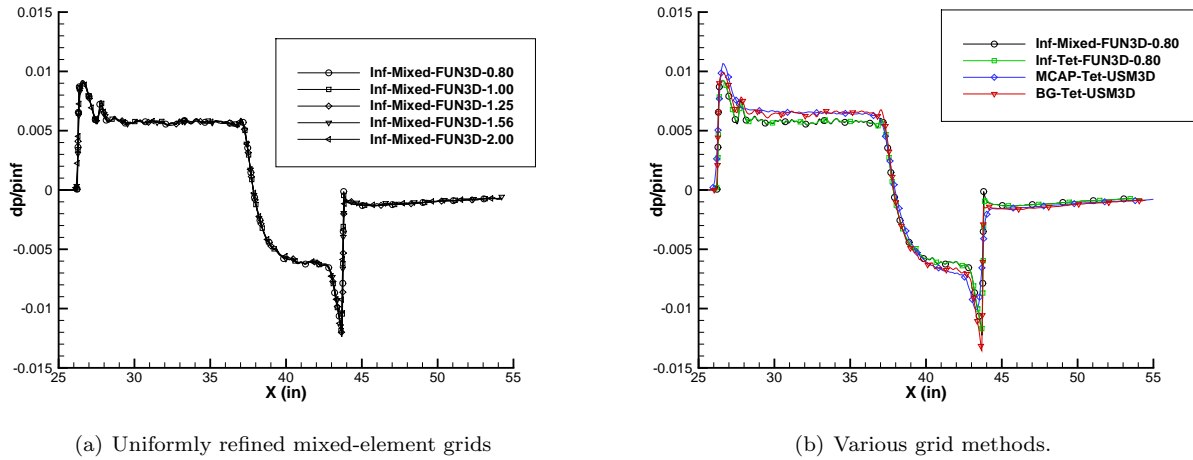 dp/pinf
0.015
0.01
0.005
0
-0.005
-0.01
-0.015
25 30 35 40 45 50 55
X (in)
Inf-Mixed-FUN3D-0.80
Inf-Mixed-FUN3D-1.00
Inf-Mixed-FUN3D-1.25
Inf-Mixed-FUN3D-1.56
Inf-Mixed-FUN3D-2.00
(a) Uniformly refined mixed-element grids
dp/pinf
0.015
0.01
0.005
0
-0.005
-0.01
-0.015
25 30 35 40 45 50 55
X (in)
Inf-Mixed-FUN3D-0.80
Inf-Tet-FUN3D-0.80
MCAP-Tet-USM3D
BG-Tet-USM3D
(b) Various grid methods.